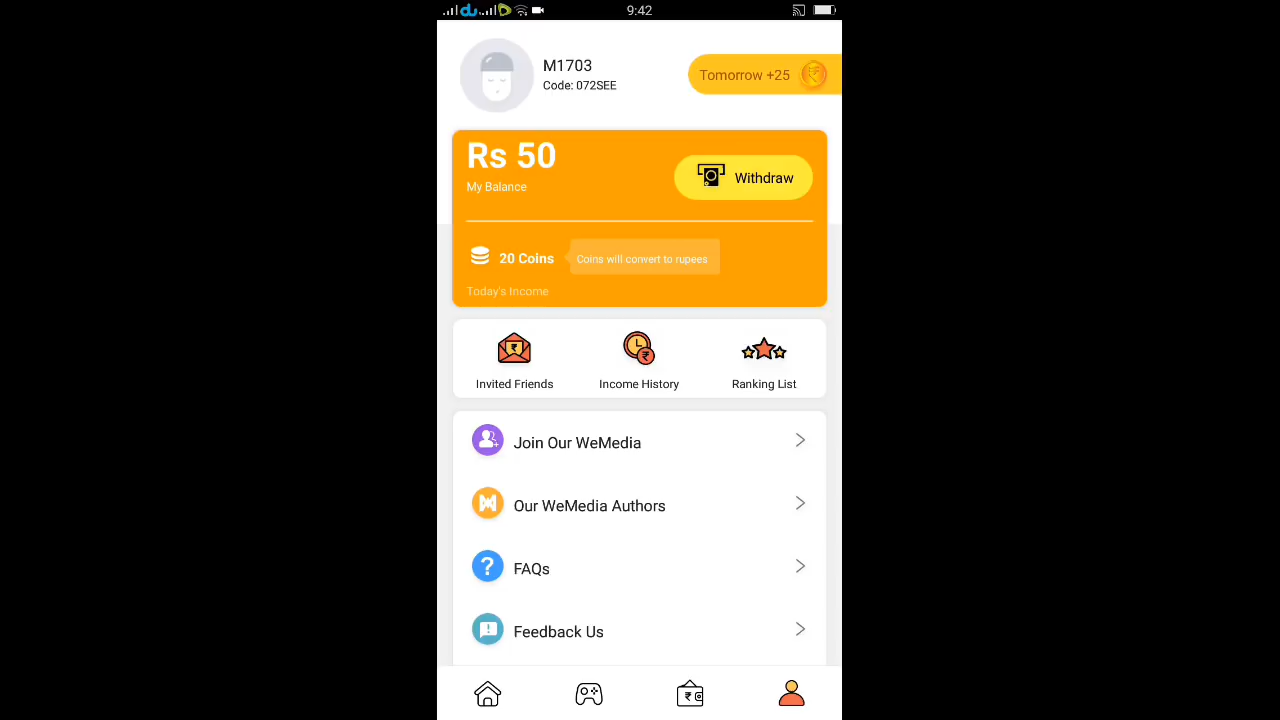 du 9:42
M1703
Code: 072SEE
Tomorrow +25
Rs 50
My Balance
Withdraw
20 Coins
Coins will convert to rupees
Today's Income
Invited Friends
Income History
Ranking List
Join Our WeMedia
Our WeMedia Authors
FAQs
Feedback Us